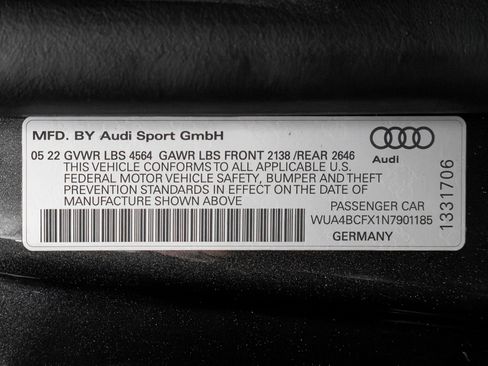 MFD. BY Audi Sport GmbH
05 22 GVWR LBS 4564 GAWR LBS FRONT 2138 /REAR 2646
THIS VEHICLE CONFORMS TO ALL APPLICABLE U.S.
FEDERAL MOTOR VEHICLE SAFETY, BUMPER AND THEFT
PREVENTION STANDARDS IN EFFECT ON THE DATE OF
MANUFACTURE SHOWN ABOVE
Audi
PASSENGER CAR
WUA4BCFX1N7901185
GERMANY
1331706